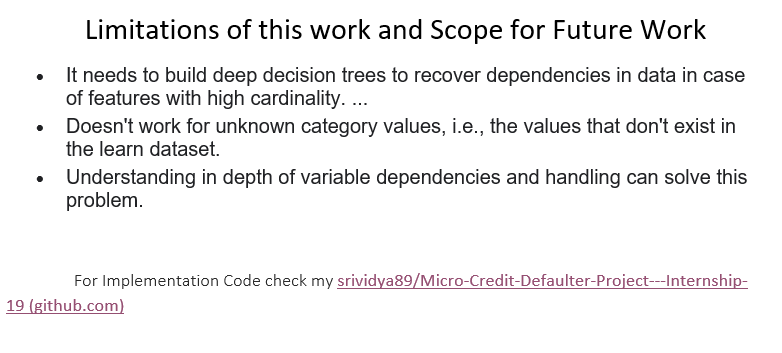 Limitations of this work and Scope for Future Work
• It needs to build deep decision trees to recover dependencies in data in case
of features with high cardinality. ...
• Doesn't work for unknown category values, i.e., the values that don't exist in
the learn dataset.
• Understanding in depth of variable dependencies and handling can solve this
problem.
For Implementation Code check my srividya89/Micro-Credit-Defaulter-Project---Internship-
19 (github.com)